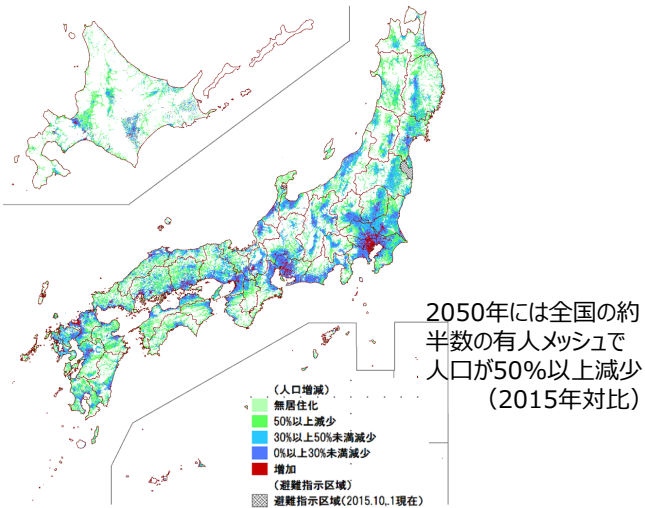 2050年には全国の約
半数の有人メッシュで
人口が50％以上減少
（2015年対比）
(人口増減)
無居住化
50%以上減少
30%以上50%未満減少
0%以上30%未満減少
増加
(避難指示区域)
避難指示区域(2015.10.1現在)